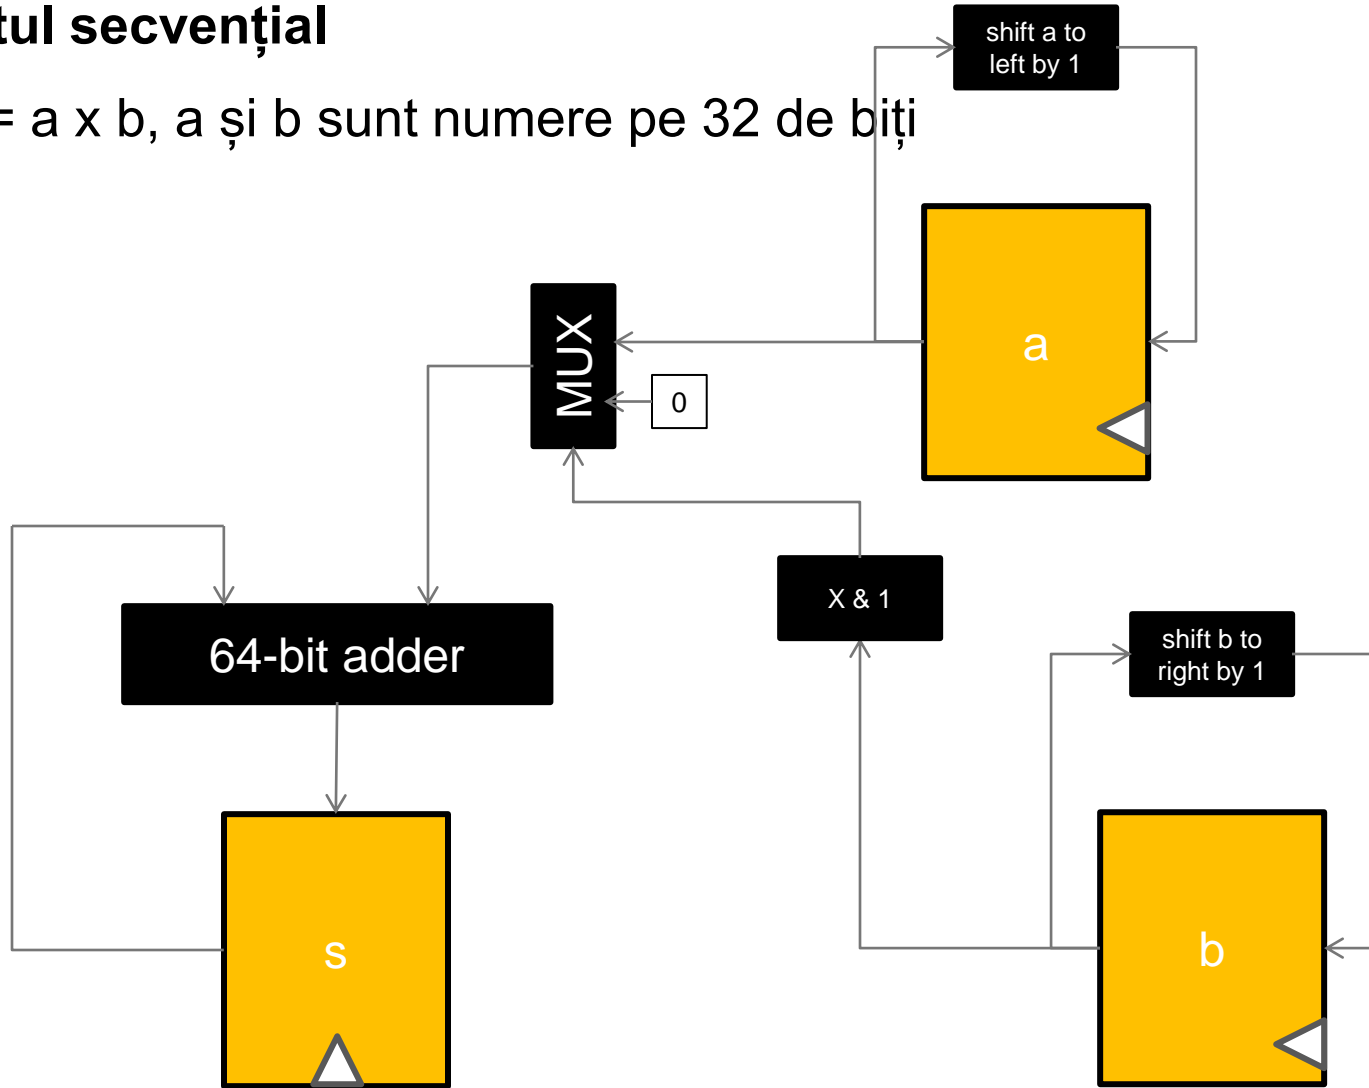 tul secvențial
= a x b, a și b sunt numere pe 32 de biți
shift a to
left by 1
a
MUX
0
X & 1
64-bit adder
shift b to
right by 1
s
b